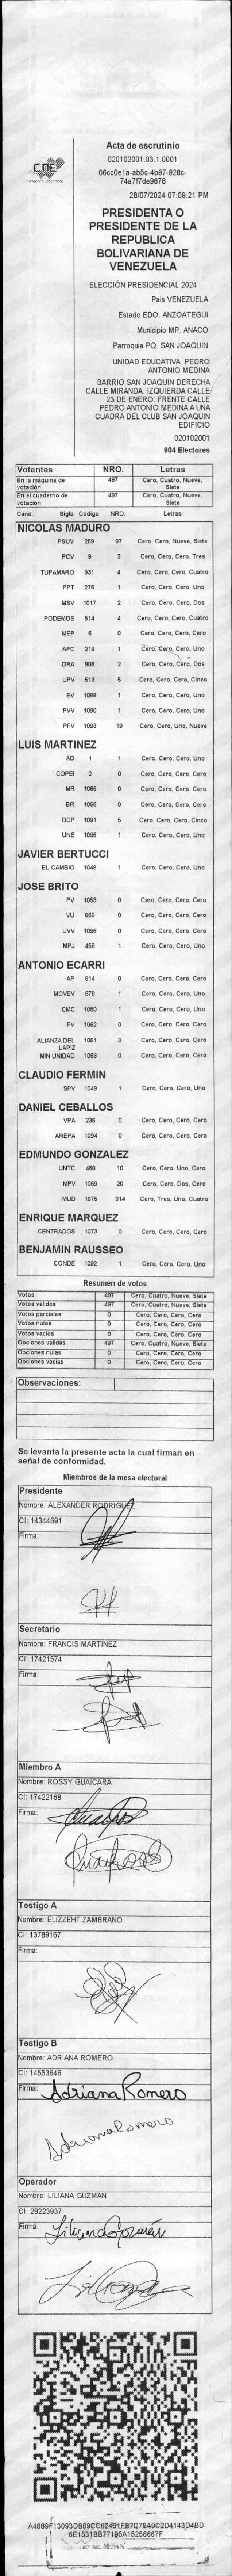 CNE
Acta de escrutinio
020102001.03.1.0001
06cc0e1a-ab5c-4b97-928c-
74a7f7de9678
28/07/2024 07:09:21 PM
PRESIDENTA O
PRESIDENTE DE LA
REPUBLICA
BOLIVARIANA DE
VENEZUELA
ELECCIÓN PRESIDENCIAL 2024
Pais VENEZUELA
Estado EDO. ANZOATEGUI
Municipio MP. ANACO
Parroquia PQ. SAN JOAQUIN
UNIDAD EDUCATIVA PEDRO
ANTONIO MEDINA
BARRIO SAN JOAQUIN DERECHA
CALLE MIRANDA. IZQUIERDA CALLE
23 DE ENERO. FRENTE CALLE
PEDRO ANTONIO MEDINA A UNA
CUADRA DEL CLUB SAN JOAQUIN
EDIFICIO
020102001
904 Electores
Votantes NRO. Letras
En la máquina de votación 497 Cero, Cuatro, Nueve, Siete
En el cuaderno de votación 497 Cero, Cuatro, Nueve, Siete
Cand. Sigla Código NRO. Letras
NICOLAS MADURO
PSUV 269 97 Cero, Cero, Nueve, Siete
PCV 9 3 Cero, Cero, Cero, Tres
TUPAMARO 931 4 Cero, Cero, Cero, Cuatro
PPT 276 1 Cero, Cero, Cero, Uno
MSV 1017 2 Cero, Cero, Cero, Dos
PODEMOS 514 4 Cero, Cero, Cero, Cuatro
MEP 6 0 Cero, Cero, Cero, Cero
APC 219 1 Cero, Cero, Cero, Uno
ORA 908 2 Cero, Cero, Cero, Dos
UPV 513 5 Cero, Cero, Cero, Cinco
EV 1089 1 Cero, Cero, Cero, Uno
PVV 1090 1 Cero, Cero, Cero, Uno
PFV 1093 19 Cero, Cero, Uno, Nueve
LUIS MARTINEZ
AD 1 1 Cero, Cero, Cero, Uno
COPEI 2 0 Cero, Cero, Cero, Cero
MR 1065 0 Cero, Cero, Cero, Cero
BR 1056 0 Cero, Cero, Cero, Cero
DDP 1091 5 Cero, Cero, Cero, Cinco
UNE 1095 1 Cero, Cero, Cero, Uno
JAVIER BERTUCCI
EL CAMBIO 1048 1 Cero, Cero, Cero, Uno
JOSE BRITO
PV 1053 0 Cero, Cero, Cero, Cero
VU 869 0 Cero, Cero, Cero, Cero
UVV 1096 0 Cero, Cero, Cero, Cero
MPJ 458 1 Cero, Cero, Cero, Uno
ANTONIO ECARRI
AP 814 0 Cero, Cero, Cero, Cero
MOVEV 879 1 Cero, Cero, Cero, Uno
CMC 1050 1 Cero, Cero, Cero, Uno
FV 1062 0 Cero, Cero, Cero, Cero
ALIANZA DEL LAPIZ 1051 0 Cero, Cero, Cero, Cero
MIN UNIDAD 1088 0 Cero, Cero, Cero, Cero
CLAUDIO FERMIN
SPV 1049 1 Cero, Cero, Cero, Uno
DANIEL CEBALLOS
VPA 236 0 Cero, Cero, Cero, Cero
AREPA 1094 0 Cero, Cero, Cero, Cero
EDMUNDO GONZALEZ
UNTC 460 10 Cero, Cero, Uno, Cero
MPV 1069 20 Cero, Cero, Dos, Cero
MUD 1075 314 Cero, Tres, Uno, Cuatro
ENRIQUE MARQUEZ
CENTRADOS 1073 0 Cero, Cero, Cero, Cero
BENJAMIN RAUSSEO
CONDE 1092 1 Cero, Cero, Cero, Uno
Resumen de votos
Votos 497 Cero, Cuatro, Nueve, Siete
Votos validos 497 Cero, Cuatro, Nueve, Siete
Votos parciales 0 Cero, Cero, Cero, Cero
Votos nulos 0 Cero, Cero, Cero, Cero
Votos vacios 0 Cero, Cero, Cero, Cero
Opciones validas 497 Cero, Cuatro, Nueve, Siete
Opciones nulas 0 Cero, Cero, Cero, Cero
Opciones vacias 0 Cero, Cero, Cero, Cero
Observaciones:
Se levanta la presente acta la cual firman en
señal de conformidad.
Miembros de la mesa electoral
Presidente
Nombre: ALEXANDER RODRIGUEZ
CI: 14344691
Firma:
Secretario
Nombre: FRANCIS MARTINEZ
CI: 17421574
Firma:
Miembro A
Nombre: ROSSY GUAICARA
CI: 17422168
Firma:
Testigo A
Nombre: ELIZZEHT ZAMBRANO
CI: 13789167
Firma:
Testigo B
Nombre: ADRIANA ROMERO
CI: 14553646
Firma: Adriana Romero
Adriana Romero
Operador
Nombre: LILIANA GUZMAN
CI: 28223937
Firma: Liliana Guzmán
A4889F13093DB09CC62451FB7D79A9C2D4143D4BD
6E1531BB77195A15256667F